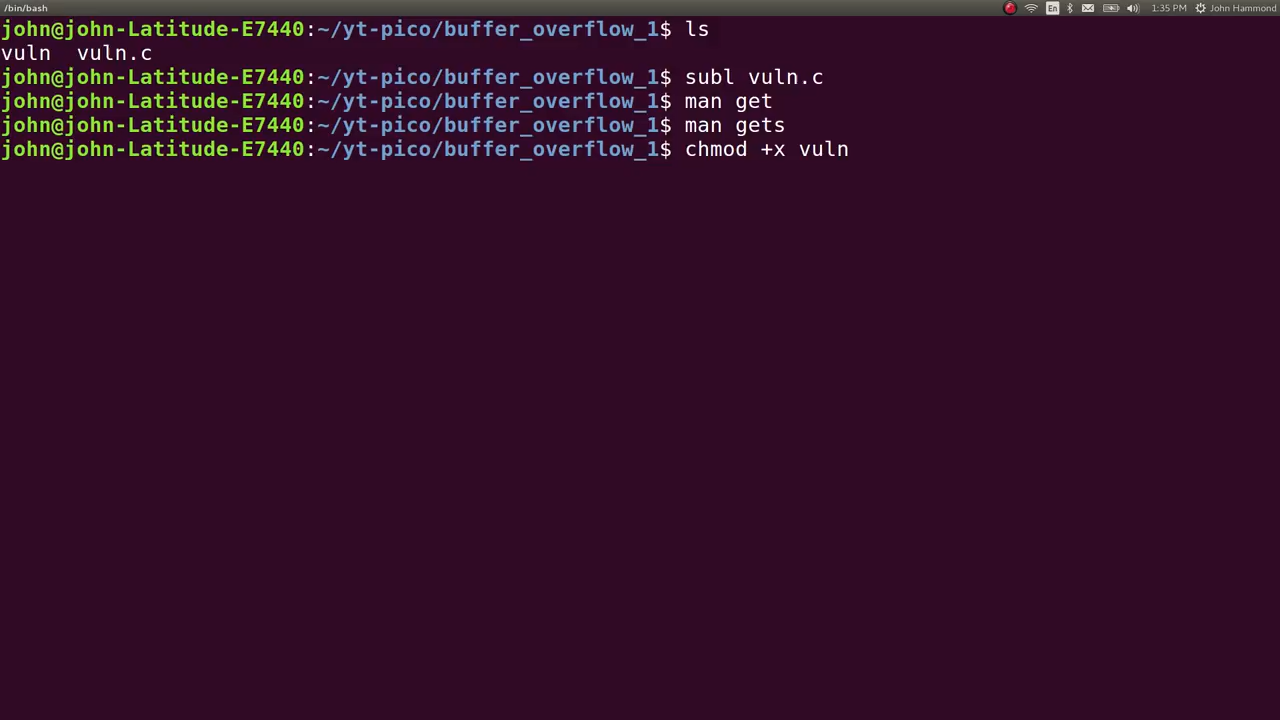 /bin/bash
En 1:35 PM John Hammond
john@john-Latitude-E7440:~/yt-pico/buffer_overflow_1$ ls
vuln  vuln.c
john@john-Latitude-E7440:~/yt-pico/buffer_overflow_1$ subl vuln.c
john@john-Latitude-E7440:~/yt-pico/buffer_overflow_1$ man get
john@john-Latitude-E7440:~/yt-pico/buffer_overflow_1$ man gets
john@john-Latitude-E7440:~/yt-pico/buffer_overflow_1$ chmod +x vuln